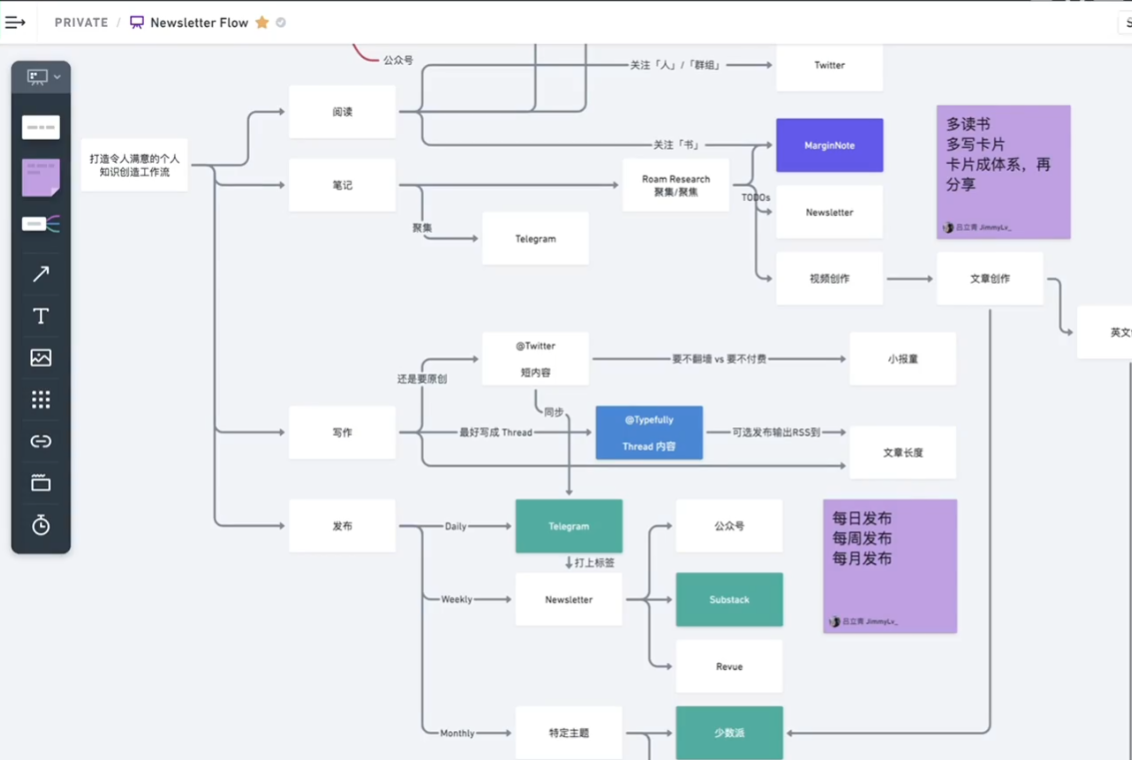 PRIVATE / Newsletter Flow
公众号
关注「人」/「群组」
Twitter
阅读
关注「书」
MarginNote
多读书
多写卡片
卡片成体系，再
分享
吕立青 JimmyLv_
打造令人满意的个人
知识创造工作流
笔记
Roam Research
聚集/聚焦
TODOs
Newsletter
聚集
Telegram
视频创作
文章创作
英文
@Twitter
短内容
要不翻墙 vs 要不付费
小报童
还是要原创
同步
写作
最好写成 Thread
@Typefully
Thread 内容
可选发布输出RSS到
文章长度
发布
Daily
Telegram
公众号
每日发布
每周发布
每月发布
吕立青 JimmyLv_
打上标签
Weekly
Newsletter
Substack
Revue
Monthly
特定主题
少数派